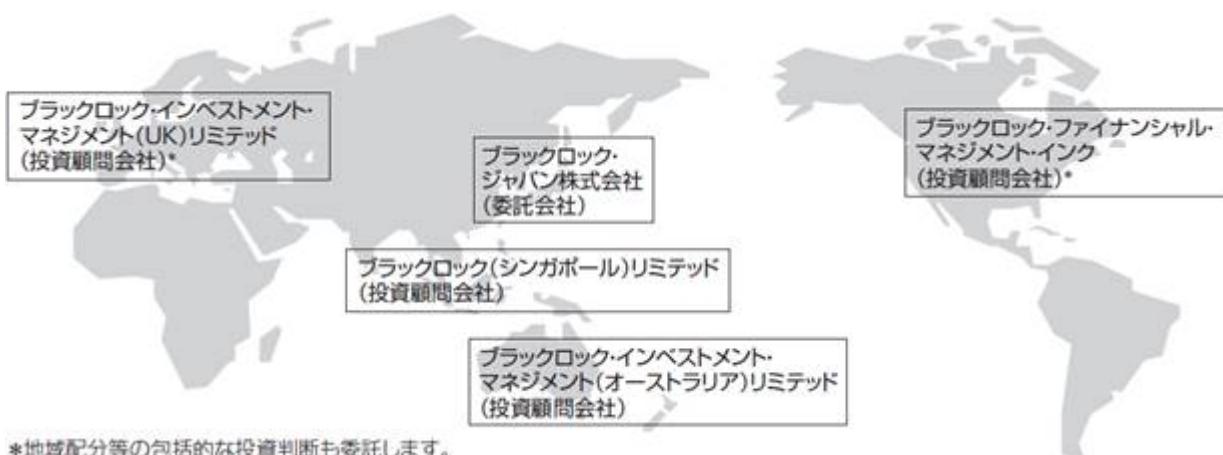 ブラックロック・インベストメント・
マネジメント(UK)リミテッド
(投資顧問会社)*
ブラックロック・
ジャパン株式会社
(委託会社)
ブラックロック・ファイナンシャル・
マネジメント・インク
(投資顧問会社)*
ブラックロック(シンガポール)リミテッド
(投資顧問会社)
ブラックロック・インベストメント・
マネジメント(オーストラリア)リミテッド
(投資顧問会社)
*地域配分等の包括的な投資判断も委託します。